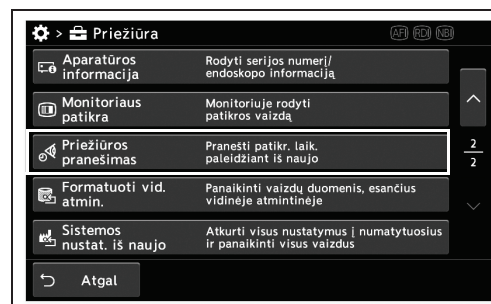 > Priežiūra
AFI RDI NBI
Aparatūros
informacija
Rodyti serijos numerį/
endoskopo informaciją
Monitoriaus
patikra
Monitoriuje rodyti
patikros vaizdą
Priežiūros
pranešimas
Pranešti patikr. laik.
paleidžiant iš naujo
2
2
Formatuoti vid.
atmin.
Panaikinti vaizdų duomenis, esančius
vidinėje atmintinėje
Sistemos
nustat. iš naujo
Atkurti visus nustatymus į numatytuosius
ir panaikinti visus vaizdus
Atgal